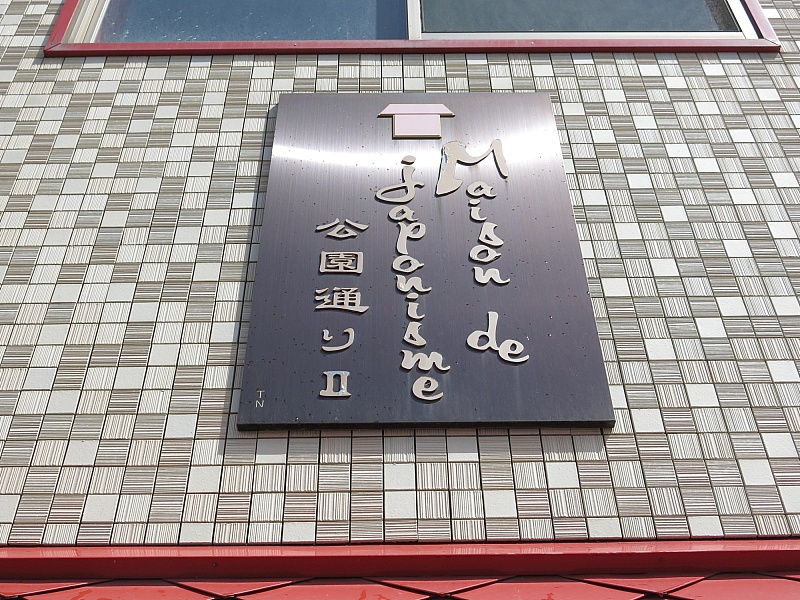 Maison de
japonisme
公園通りII
TN